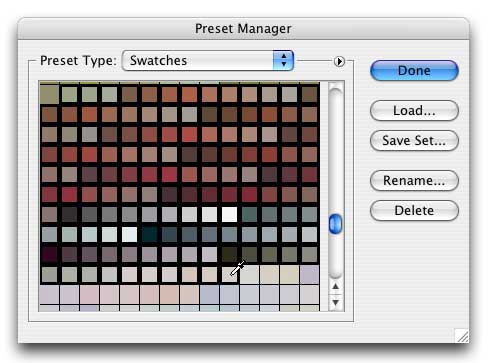 Preset Manager
Preset Type: Swatches
Done
Load...
Save Set...
Rename...
Delete